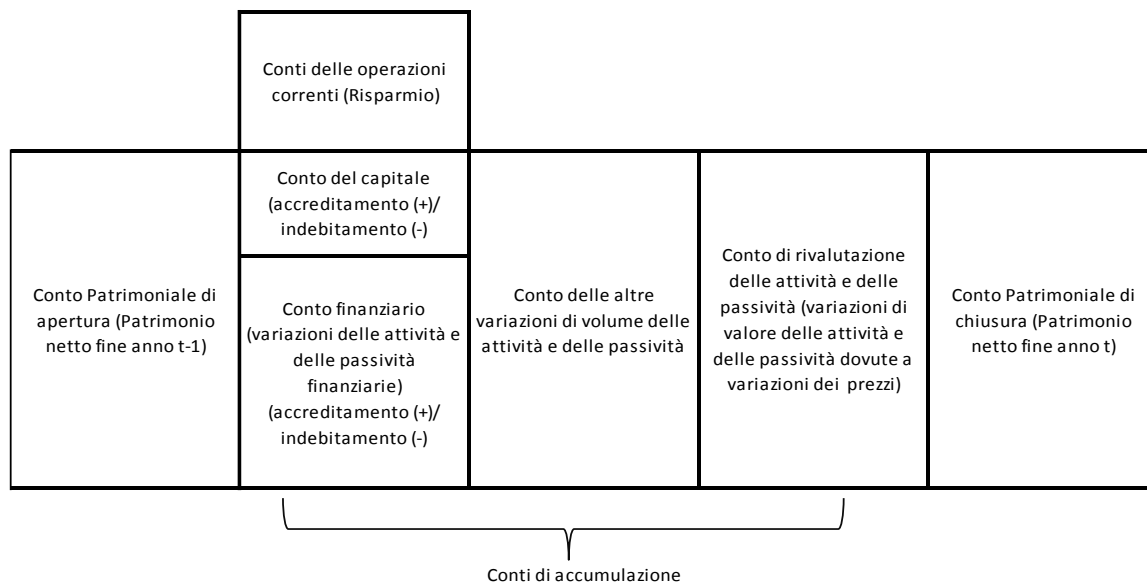 Conti delle operazioni
correnti (Risparmio)
Conto Patrimoniale di
apertura (Patrimonio
netto fine anno t-1)
Conto del capitale
(accreditamento (+)/
indebitamento (-)
Conto finanziario
(variazioni delle attività e
delle passività
finanziarie)
(accreditamento (+)/
indebitamento (-)
Conto delle altre
variazioni di volume delle
attività e delle passività
Conto di rivalutazione
delle attività e delle
passività (variazioni di
valore delle attività e
delle passività dovute a
variazioni dei prezzi)
Conto Patrimoniale di
chiusura (Patrimonio
netto fine anno t)
Conti di accumulazione